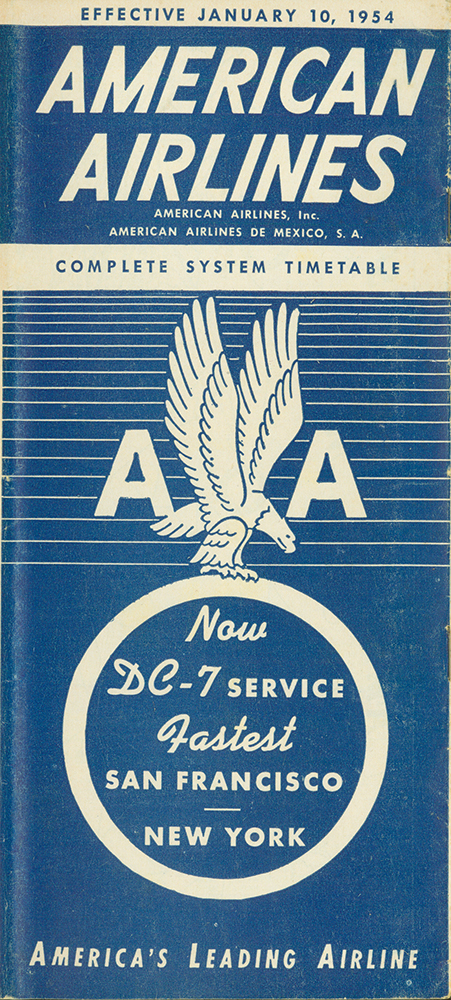 EFFECTIVE JANUARY 10, 1954
AMERICAN
AIRLINES
AMERICAN AIRLINES, Inc.
AMERICAN AIRLINES DE MEXICO, S. A.
COMPLETE SYSTEM TIMETABLE
A A
Now
DC-7 SERVICE
Fastest
SAN FRANCISCO
—
NEW YORK
AMERICA'S LEADING AIRLINE